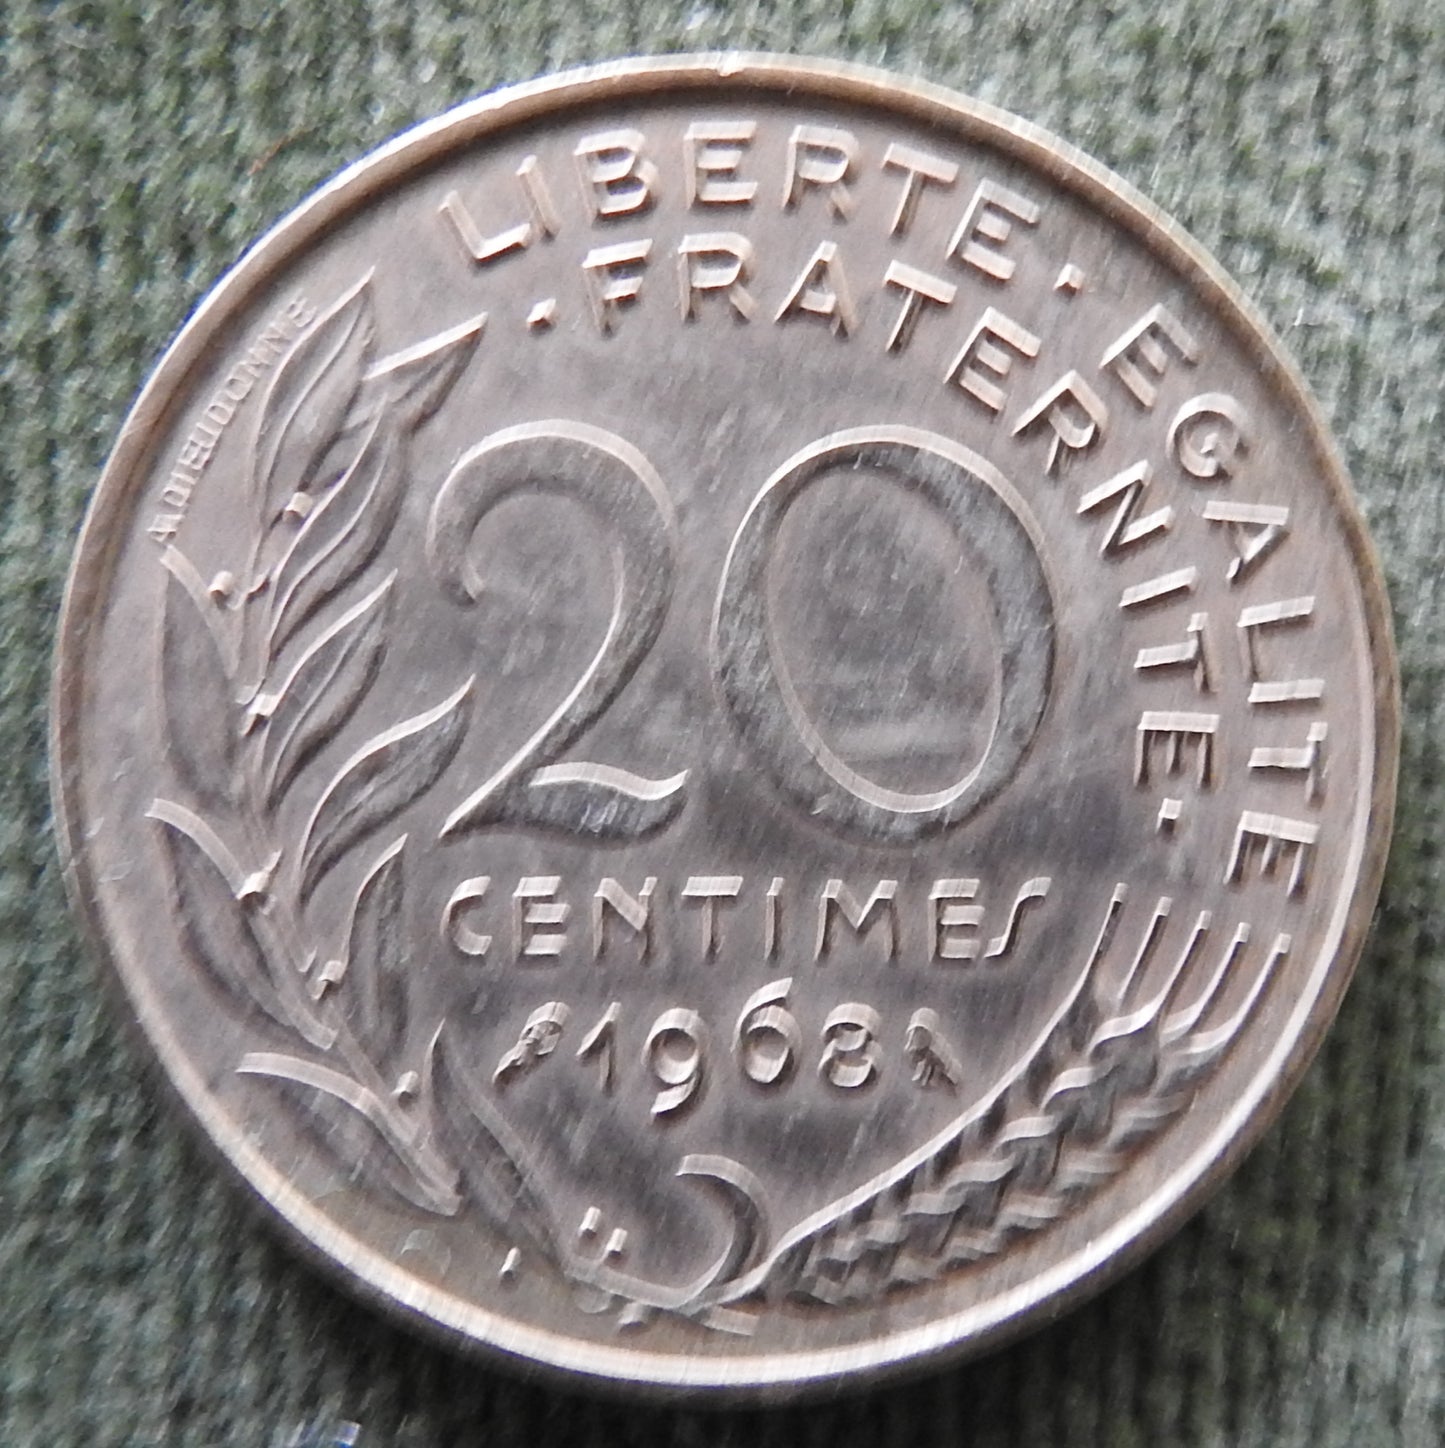 LIBERTE · EGALITE
· FRATERNITE ·
A.DIEUDONNE
20
CENTIMES
1968